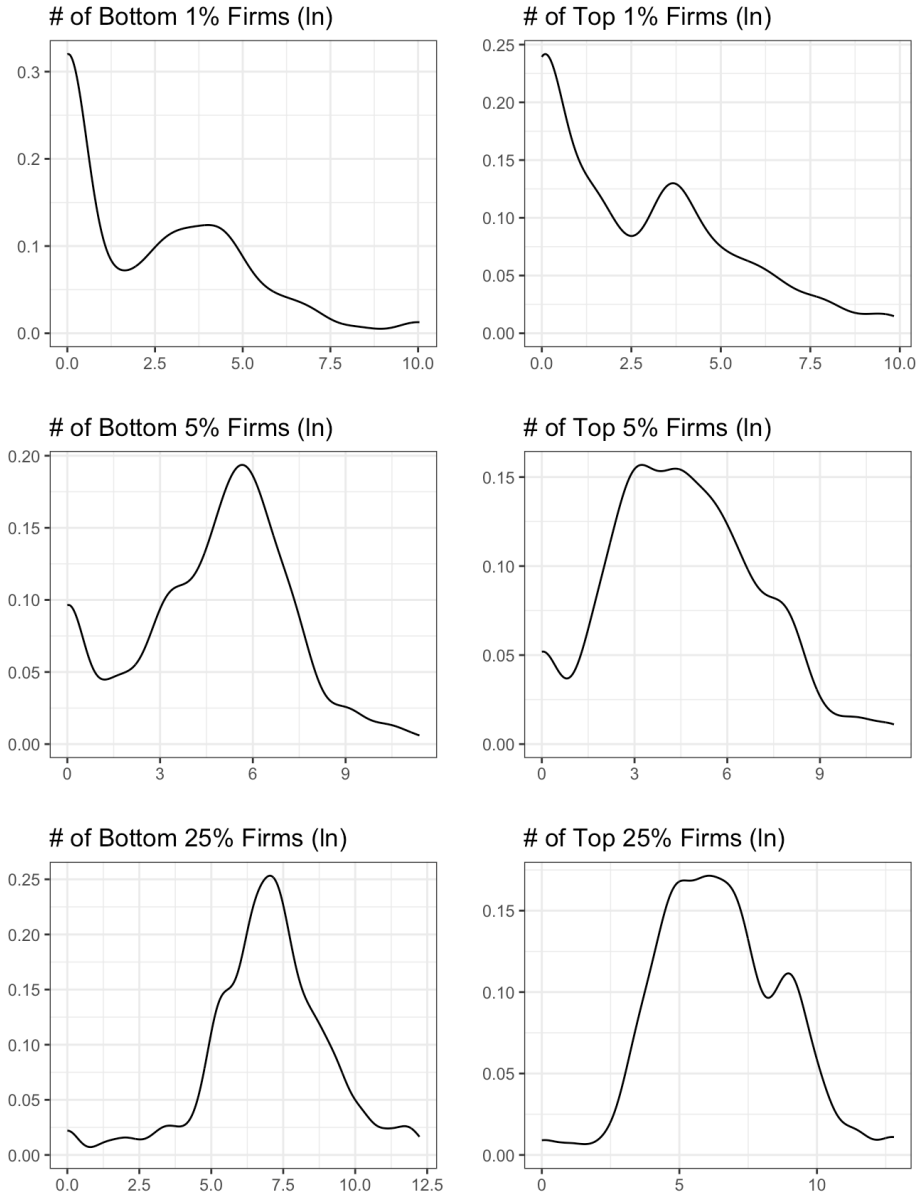 # of Bottom 1% Firms (ln)
0.3
0.2
0.1
0.0
0.0 2.5 5.0 7.5 10.0
# of Top 1% Firms (ln)
0.25
0.20
0.15
0.10
0.05
0.00
0.0 2.5 5.0 7.5 10.0
# of Bottom 5% Firms (ln)
0.20
0.15
0.10
0.05
0.00
0 3 6 9
# of Top 5% Firms (ln)
0.15
0.10
0.05
0.00
0 3 6 9
# of Bottom 25% Firms (ln)
0.25
0.20
0.15
0.10
0.05
0.00
0.0 2.5 5.0 7.5 10.0 12.5
# of Top 25% Firms (ln)
0.15
0.10
0.05
0.00
0 5 10